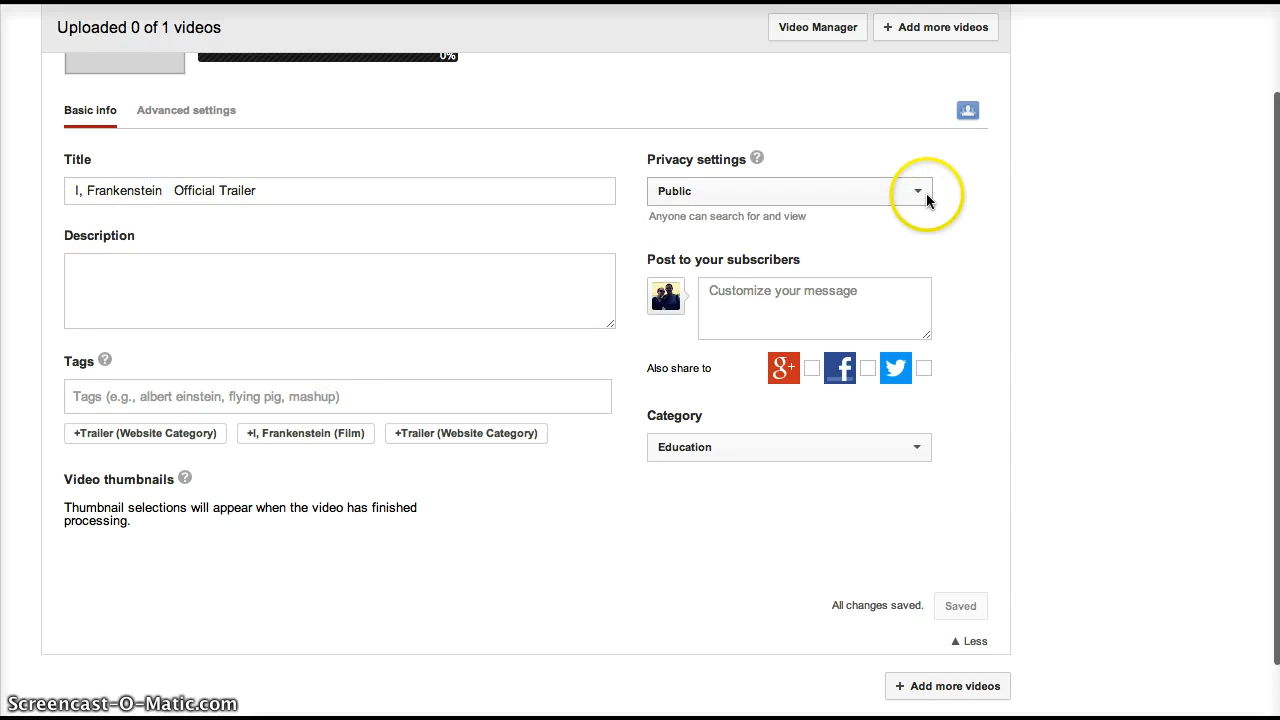 Uploaded 0 of 1 videos
Video Manager
+ Add more videos
0%
Basic info
Advanced settings
Title
Privacy settings ?
I, Frankenstein Official Trailer
Public
Anyone can search for and view
Description
Post to your subscribers
Customize your message
Tags ?
Also share to
g+
f
Tags (e.g., albert einstein, flying pig, mashup)
Category
+Trailer (Website Category)
+I, Frankenstein (Film)
+Trailer (Website Category)
Education
Video thumbnails ?
Thumbnail selections will appear when the video has finished
processing.
All changes saved.
Saved
▲ Less
+ Add more videos
Screencast-O-Matic.com